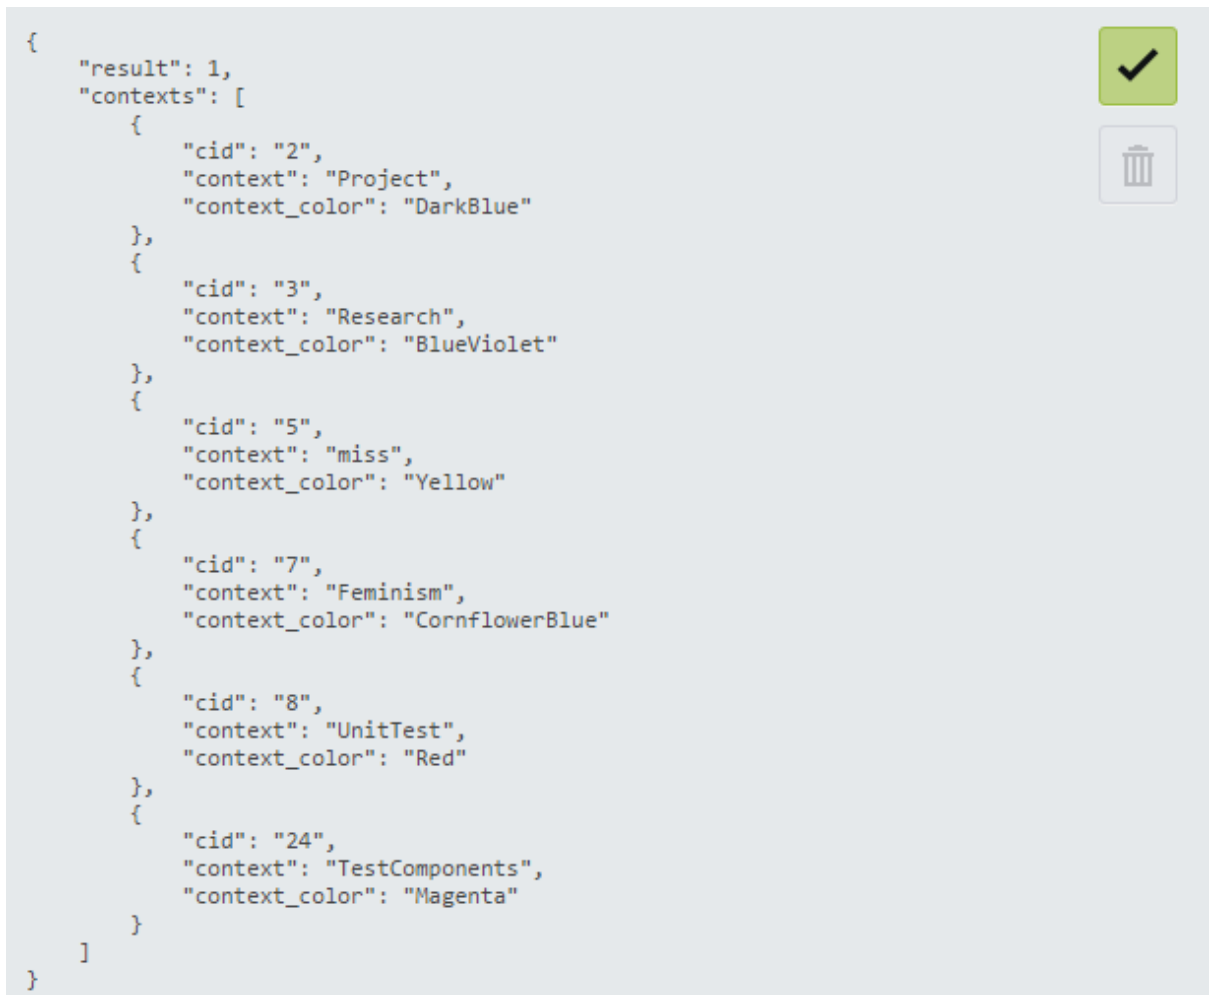 {
    "result": 1,
    "contexts": [
        {
            "cid": "2",
            "context": "Project",
            "context_color": "DarkBlue"
        },
        {
            "cid": "3",
            "context": "Research",
            "context_color": "BlueViolet"
        },
        {
            "cid": "5",
            "context": "miss",
            "context_color": "Yellow"
        },
        {
            "cid": "7",
            "context": "Feminism",
            "context_color": "CornflowerBlue"
        },
        {
            "cid": "8",
            "context": "UnitTest",
            "context_color": "Red"
        },
        {
            "cid": "24",
            "context": "TestComponents",
            "context_color": "Magenta"
        }
    ]
}